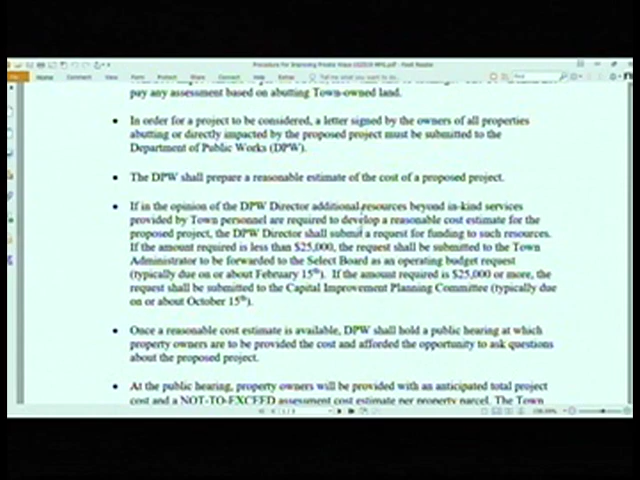 pay any assessment based on abutting Town-owned land.
• In order for a project to be considered, a letter signed by the owners of all properties
abutting or directly impacted by the proposed project must be submitted to the
Department of Public Works (DPW).
• The DPW shall prepare a reasonable estimate of the cost of a proposed project.
• If in the opinion of the DPW Director additional resources beyond in-kind services
provided by Town personnel are required to develop a reasonable cost estimate for the
proposed project, the DPW Director shall submit a request for funding to such resources.
If the amount required is less than $25,000, the request shall be submitted to the Town
Administrator to be forwarded to the Select Board as an operating budget request
(typically due on or about February 15th). If the amount required is $25,000 or more, the
request shall be submitted to the Capital Improvement Planning Committee (typically due
on or about October 15th).
• Once a reasonable cost estimate is available, DPW shall hold a public hearing at which
property owners are to be provided the cost and afforded the opportunity to ask questions
about the proposed project.
• At the public hearing, property owners will be provided with an anticipated total project
cost and a NOT-TO-EXCEED assessment cost estimate per property parcel. The Town